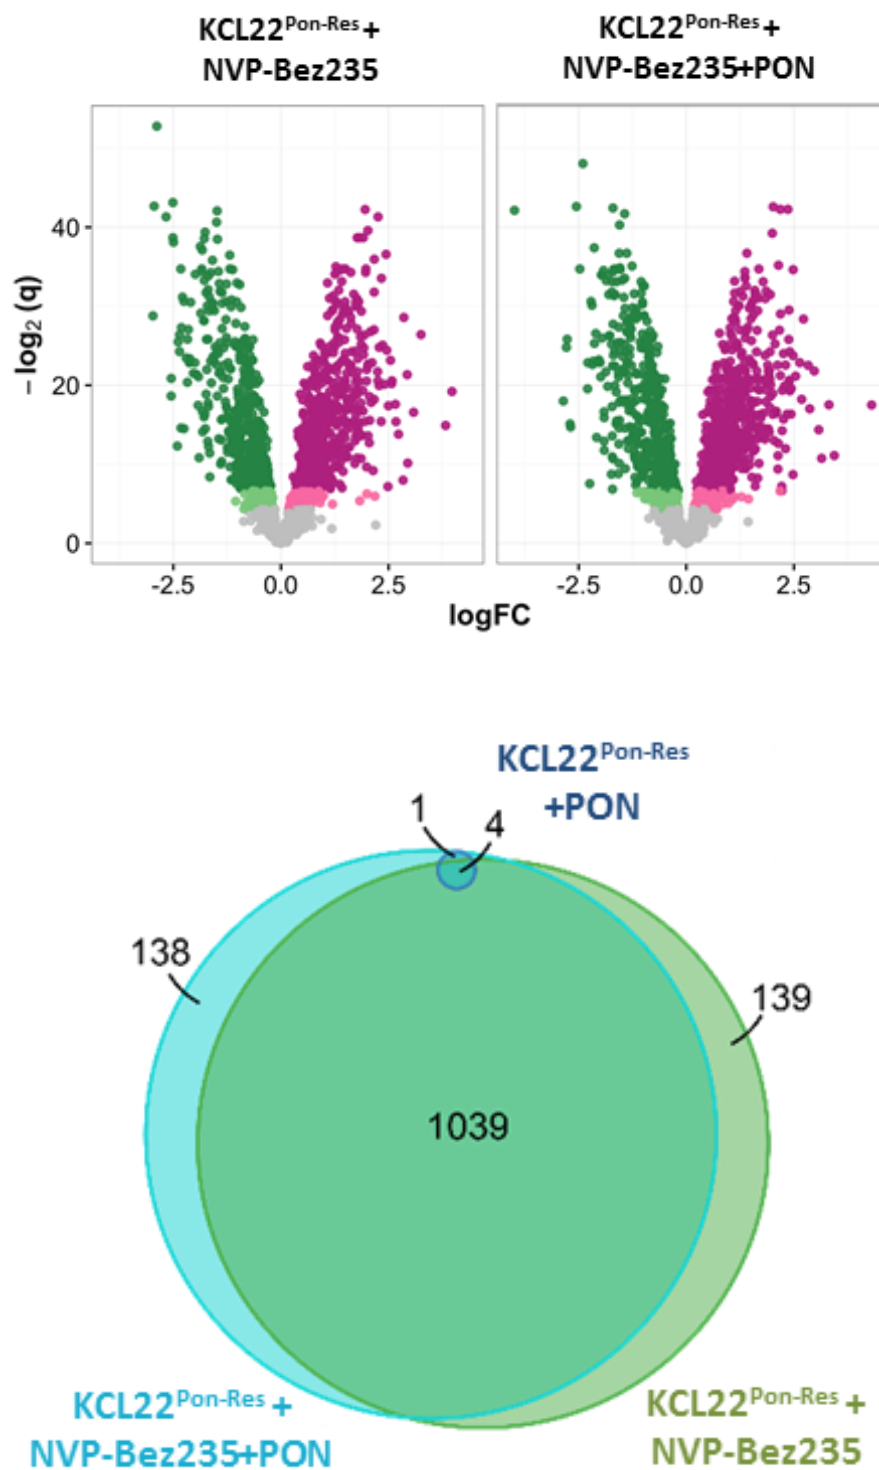 KCL22Pon-Res +
NVP-Bez235
KCL22Pon-Res +
NVP-Bez235+PON
− log2 (q)
40
20
0
-2.5 0.0 2.5
-2.5 0.0 2.5
logFC
KCL22Pon-Res
+PON
1
4
138
139
1039
KCL22Pon-Res +
NVP-Bez235+PON
KCL22Pon-Res +
NVP-Bez235